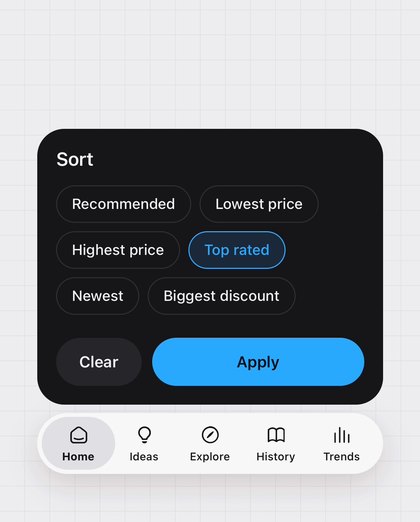 Sort
Recommended Lowest price
Highest price Top rated
Newest Biggest discount
Clear Apply
Home Ideas Explore History Trends